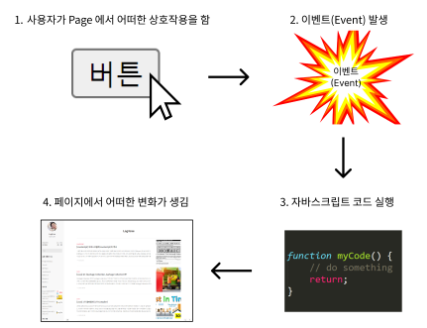 1. 사용자가 Page 에서 어떠한 상호작용을 함
2. 이벤트(Event) 발생
버튼
이벤트
(Event)
4. 페이지에서 어떠한 변화가 생김
3. 자바스크립트 코드 실행
function myCode() {
// do something
return;
}